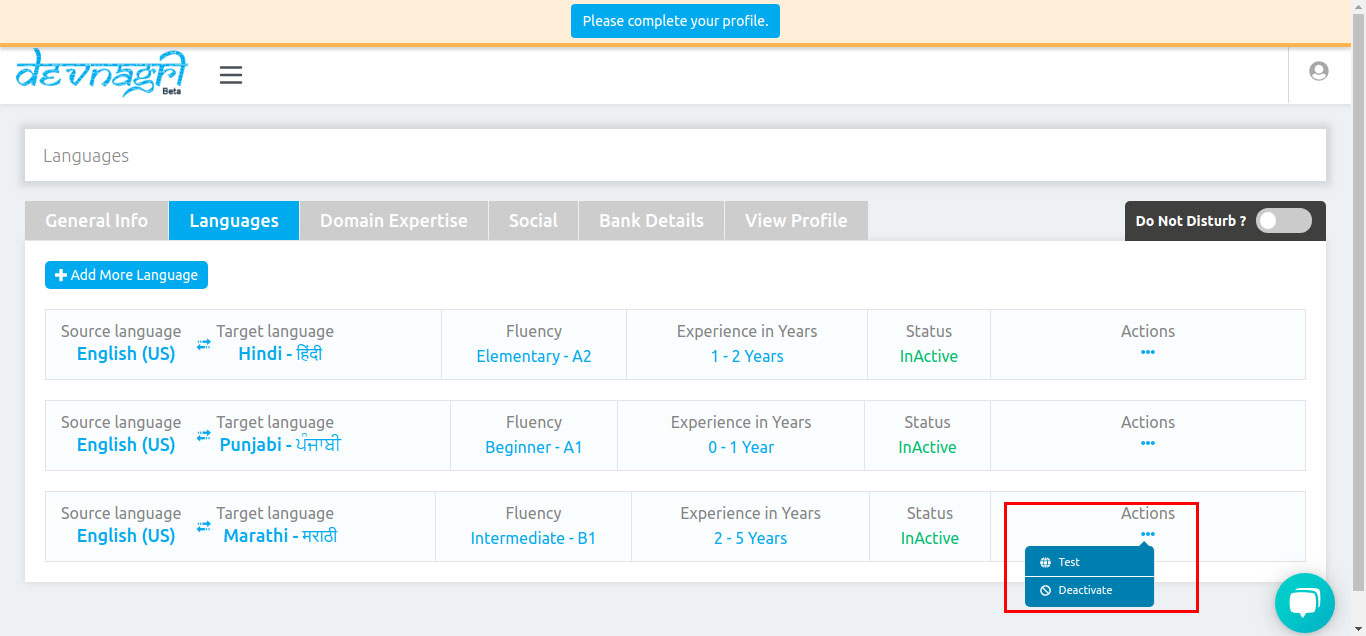 Please complete your profile.
devnagri
Beta
Languages
General Info Languages Domain Expertise Social Bank Details View Profile Do Not Disturb ?
Add More Language
Source language Target language Fluency Experience in Years Status Actions
English (US) Hindi - हिंदी Elementary - A2 1 - 2 Years InActive
Source language Target language Fluency Experience in Years Status Actions
English (US) Punjabi - ਪੰਜਾਬੀ Beginner - A1 0 - 1 Year InActive
Source language Target language Fluency Experience in Years Status Actions
English (US) Marathi - मराठी Intermediate - B1 2 - 5 Years InActive
Test
Deactivate